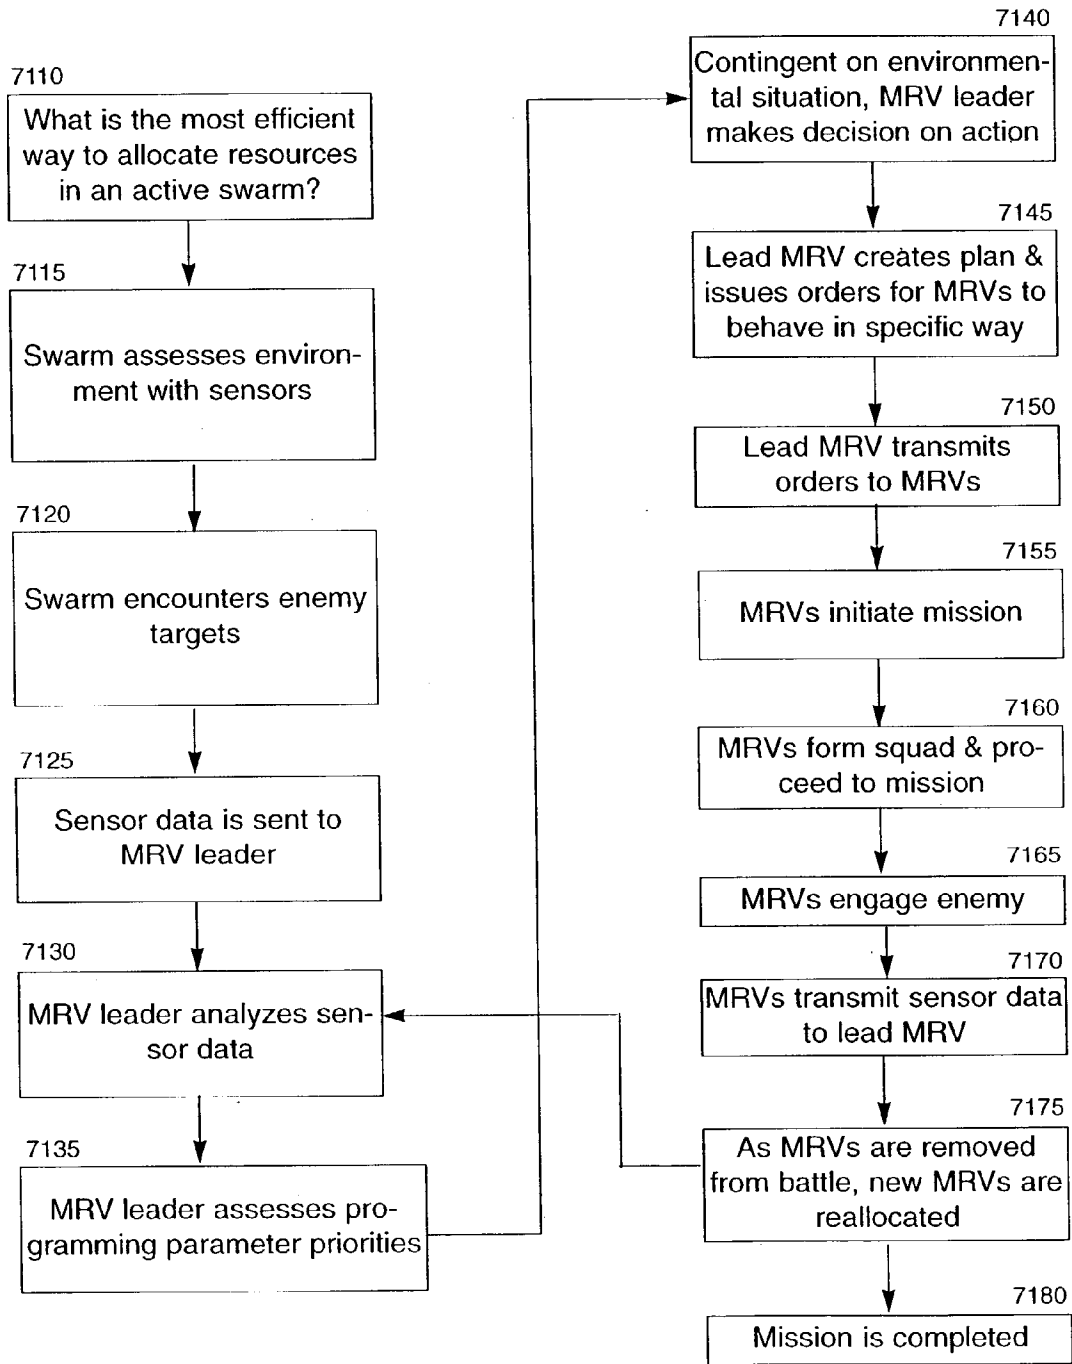 7110
What is the most efficient
way to allocate resources
in an active swarm?
7115
Swarm assesses environ-
ment with sensors
7120
Swarm encounters enemy
targets
7125
Sensor data is sent to
MRV leader
7130
MRV leader analyzes sen-
sor data
7135
MRV leader assesses pro-
gramming parameter priorities
7140
Contingent on environmen-
tal situation, MRV leader
makes decision on action
7145
Lead MRV creates plan &
issues orders for MRVs to
behave in specific way
7150
Lead MRV transmits
orders to MRVs
7155
MRVs initiate mission
7160
MRVs form squad & pro-
ceed to mission
7165
MRVs engage enemy
7170
MRVs transmit sensor data
to lead MRV
7175
As MRVs are removed
from battle, new MRVs are
reallocated
7180
Mission is completed